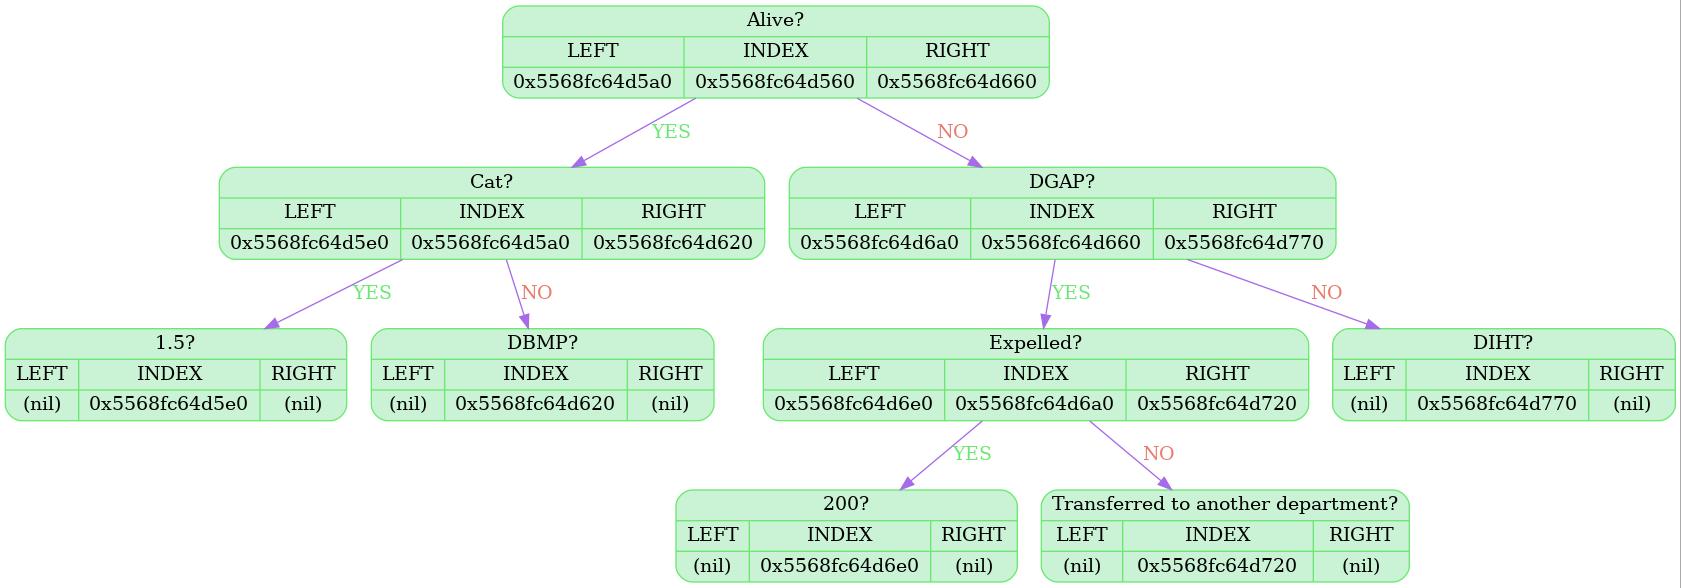 Alive?
LEFT INDEX RIGHT
0x5568fc64d5a0 0x5568fc64d560 0x5568fc64d660
YES NO
Cat? DGAP?
LEFT INDEX RIGHT LEFT INDEX RIGHT
0x5568fc64d5e0 0x5568fc64d5a0 0x5568fc64d620 0x5568fc64d6a0 0x5568fc64d660 0x5568fc64d770
YES NO YES NO
1.5? DBMP? Expelled? DIHT?
LEFT INDEX RIGHT LEFT INDEX RIGHT LEFT INDEX RIGHT LEFT INDEX RIGHT
(nil) 0x5568fc64d5e0 (nil) (nil) 0x5568fc64d620 (nil) 0x5568fc64d6e0 0x5568fc64d6a0 0x5568fc64d720 (nil) 0x5568fc64d770 (nil)
YES NO
200? Transferred to another department?
LEFT INDEX RIGHT LEFT INDEX RIGHT
(nil) 0x5568fc64d6e0 (nil) (nil) 0x5568fc64d720 (nil)